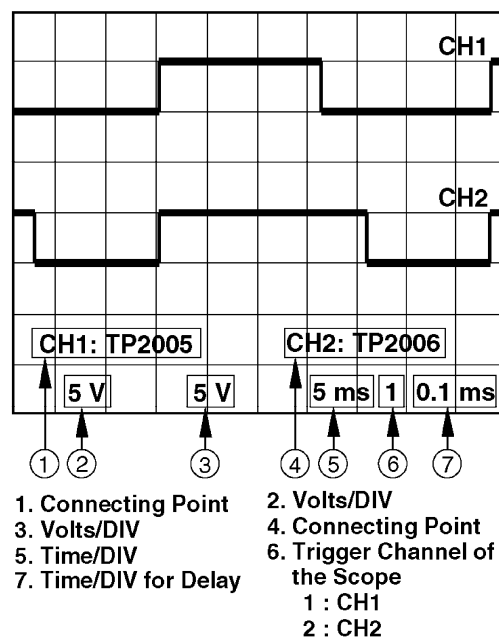 CH1
CH2
CH1: TP2005
CH2: TP2006
5 V
5 V
5 ms
1
0.1 ms
1
2
3
4
5
6
7
1. Connecting Point
3. Volts/DIV
5. Time/DIV
7. Time/DIV for Delay
2. Volts/DIV
4. Connecting Point
6. Trigger Channel of
the Scope
1 : CH1
2 : CH2